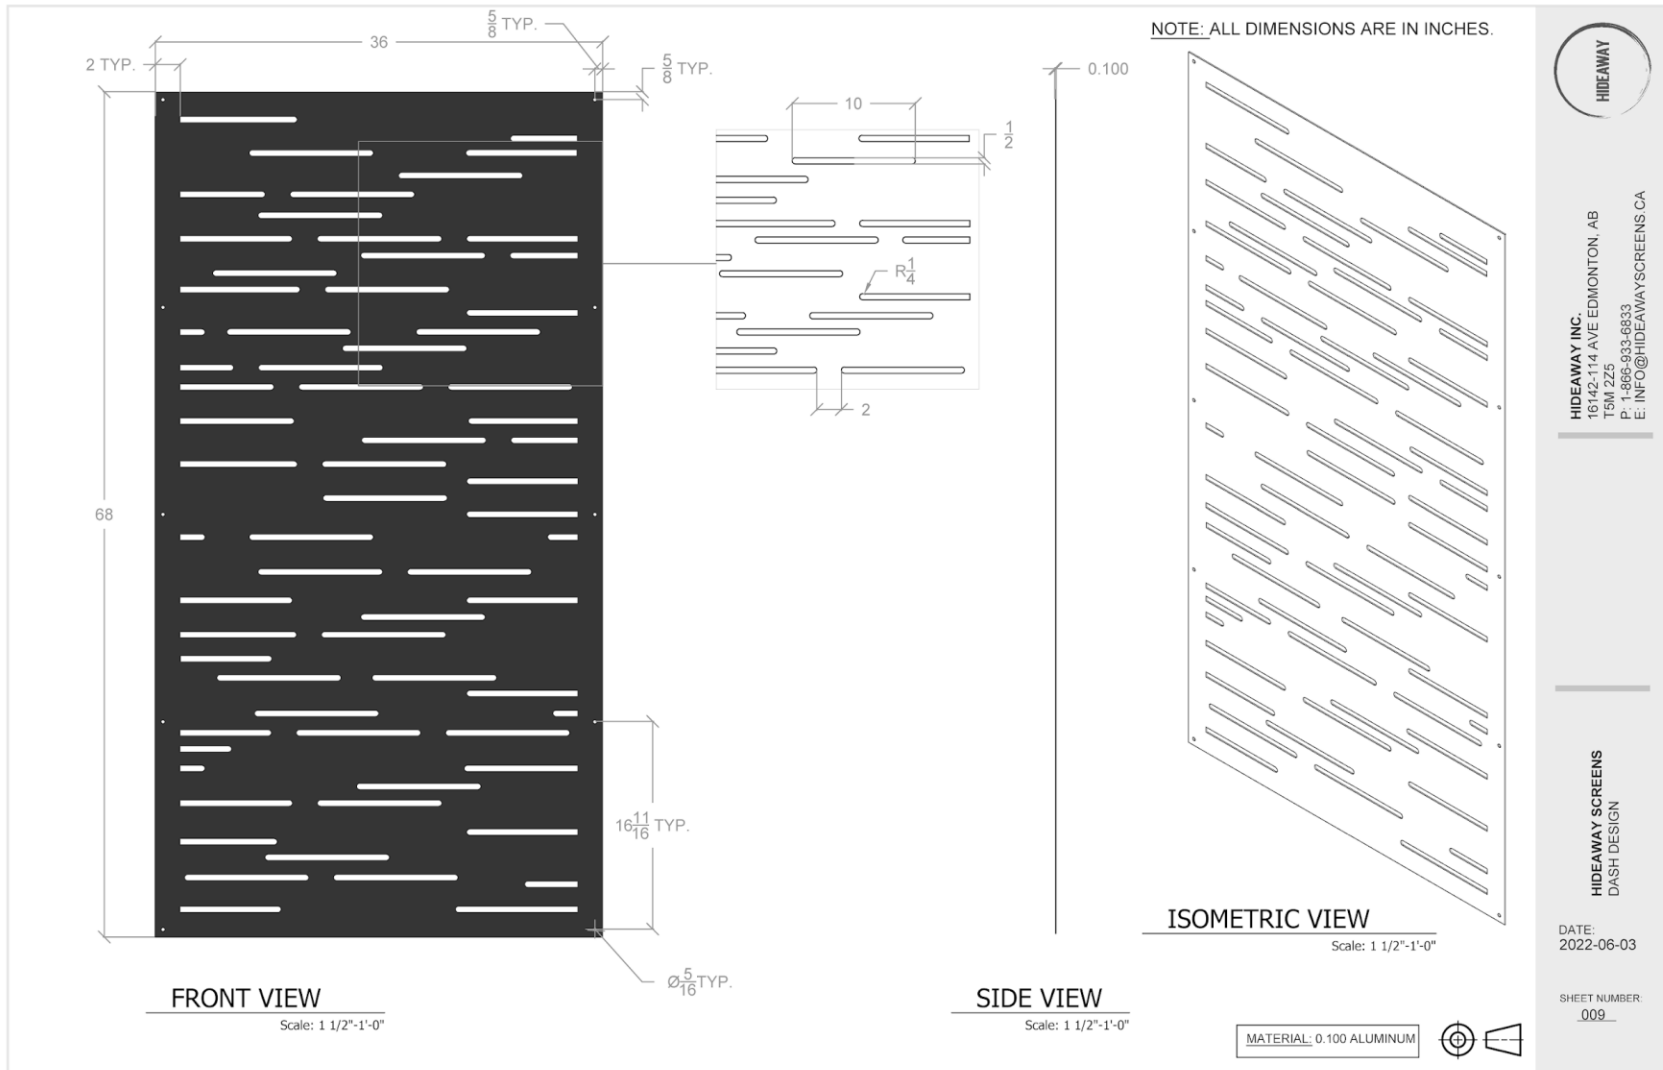 NOTE: ALL DIMENSIONS ARE IN INCHES.
5/8 TYP.
36
2 TYP.
5/8 TYP.
0.100
10
1/2
R1/4
2
68
16 11/16 TYP.
Ø5/16 TYP.
FRONT VIEW
Scale: 1 1/2"-1'-0"
SIDE VIEW
Scale: 1 1/2"-1'-0"
ISOMETRIC VIEW
Scale: 1 1/2"-1'-0"
MATERIAL: 0.100 ALUMINUM
HIDEAWAY
HIDEAWAY INC.
16142-114 AVE EDMONTON, AB
T5M 2Z5
P: 1-866-933-6833
E: INFO@HIDEAWAYSCREENS.CA
HIDEAWAY SCREENS
DASH DESIGN
DATE:
2022-06-03
SHEET NUMBER:
009